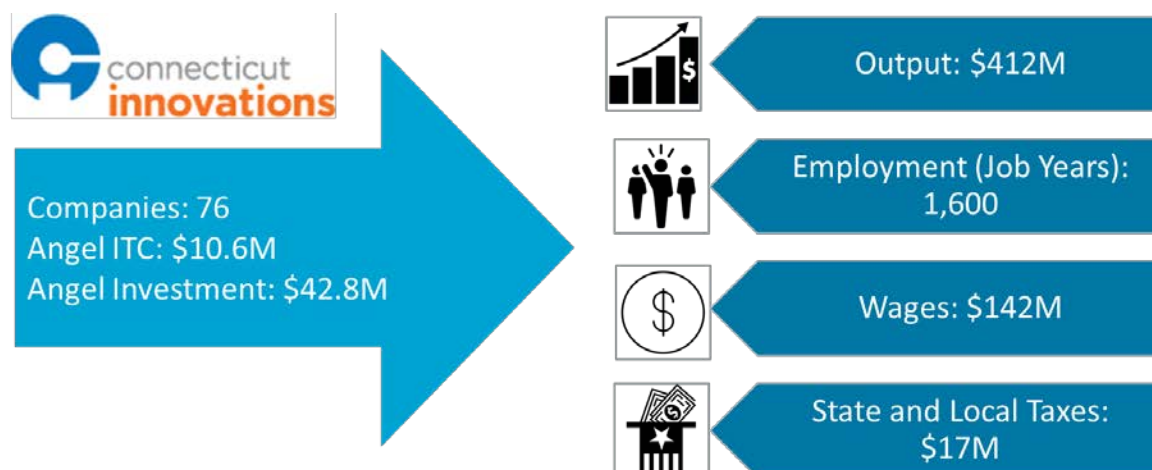 connecticut
innovations
Companies: 76
Angel ITC: $10.6M
Angel Investment: $42.8M
$
Output: $412M
Employment (Job Years):
1,600
$
Wages: $142M
$
State and Local Taxes:
$17M